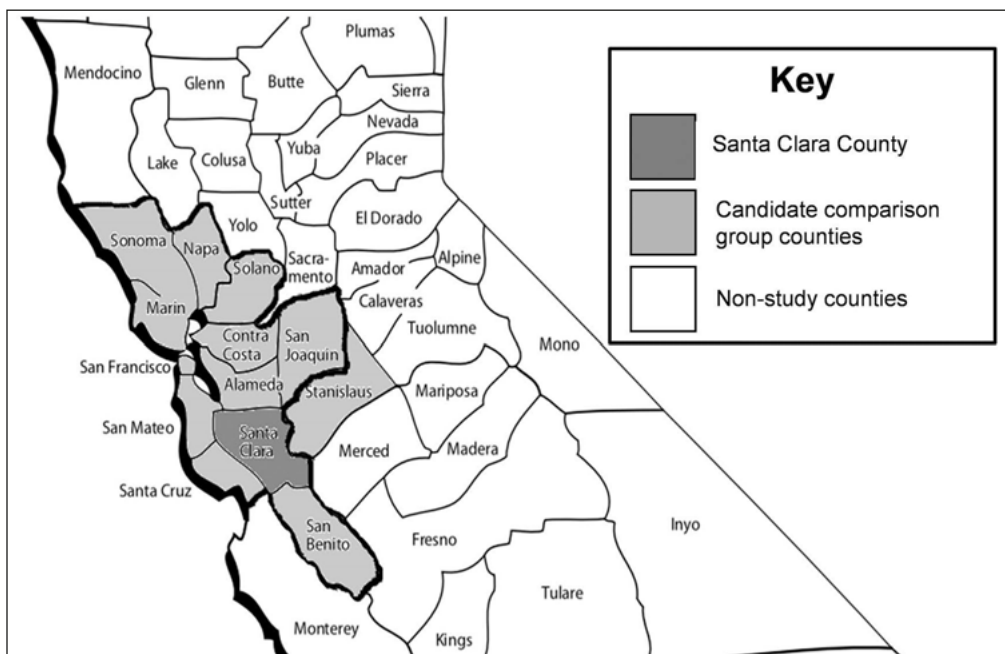 Plumas
Mendocino
Glenn
Butte
Sierra
Nevada
Yuba
Placer
Lake
Colusa
Sutter
El Dorado
Yolo
Sonoma
Napa
Sacra-
mento
Solano
Alpine
Amador
Marin
Calaveras
Contra
Costa
San
Joaquin
Tuolumne
Mono
San Francisco
Alameda
Stanislaus
Mariposa
San Mateo
Santa
Clara
Merced
Madera
Santa Cruz
San
Benito
Fresno
Inyo
Tulare
Monterey
Kings
Key
Santa Clara County
Candidate comparison
group counties
Non-study counties